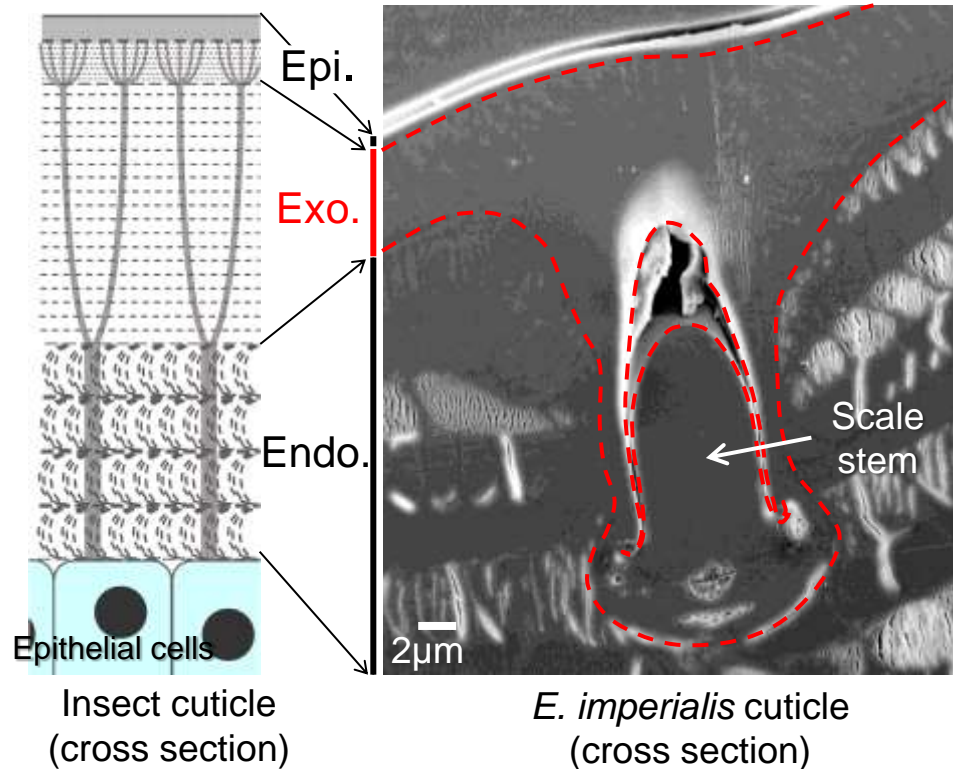 Epi.
Exo.
Endo.
Scale
stem
2μm
Epithelial cells
Insect cuticle
(cross section)
E. imperialis cuticle
(cross section)